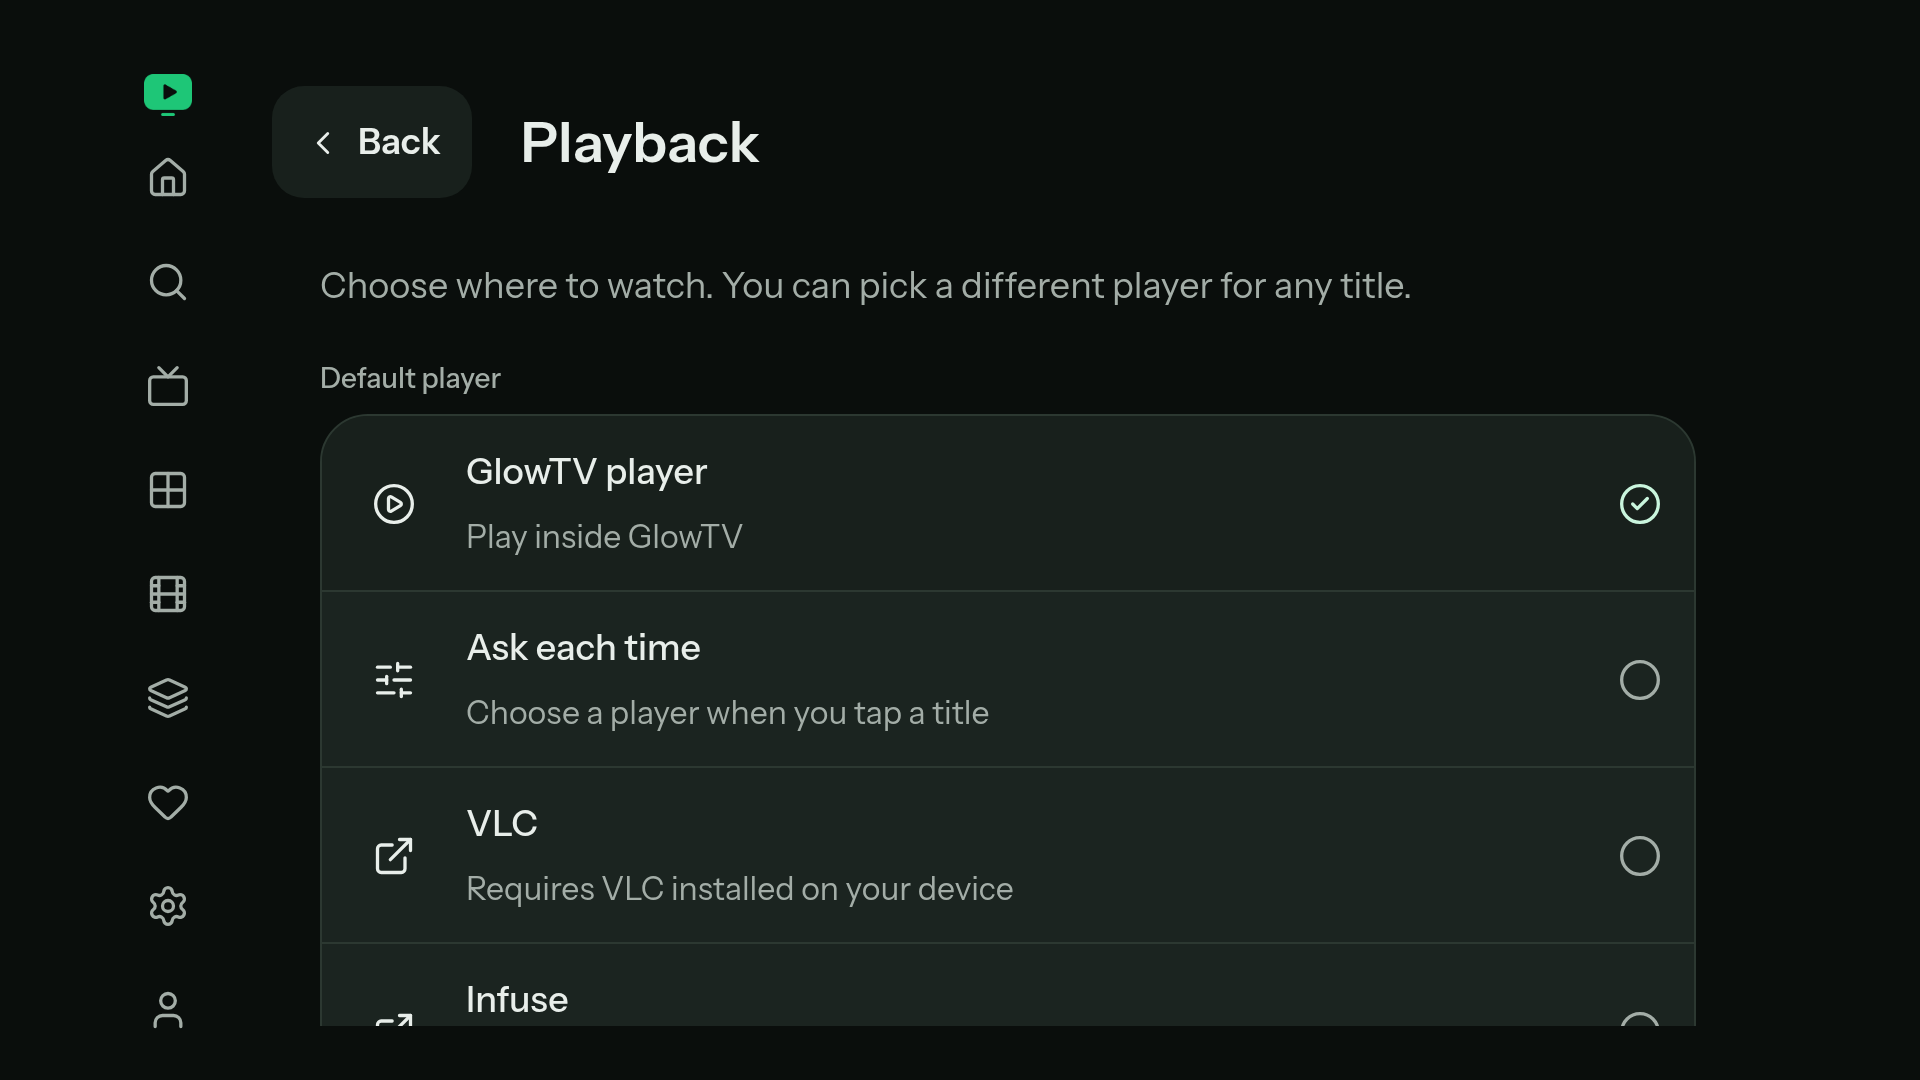 Back
Playback
Choose where to watch. You can pick a different player for any title.
Default player
GlowTV player
Play inside GlowTV
Ask each time
Choose a player when you tap a title
VLC
Requires VLC installed on your device
Infuse